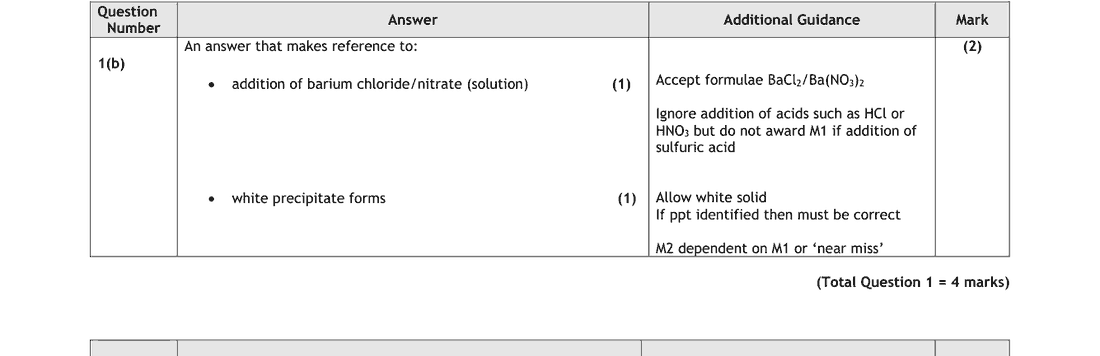 Question
Number
Answer
Additional Guidance
Mark
1(b)
An answer that makes reference to:
(2)
• addition of barium chloride/nitrate (solution) (1)
Accept formulae BaCl₂/Ba(NO₃)₂
Ignore addition of acids such as HCl or
HNO₃ but do not award M1 if addition of
sulfuric acid
• white precipitate forms (1)
Allow white solid
If ppt identified then must be correct
M2 dependent on M1 or ‘near miss’
(Total Question 1 = 4 marks)